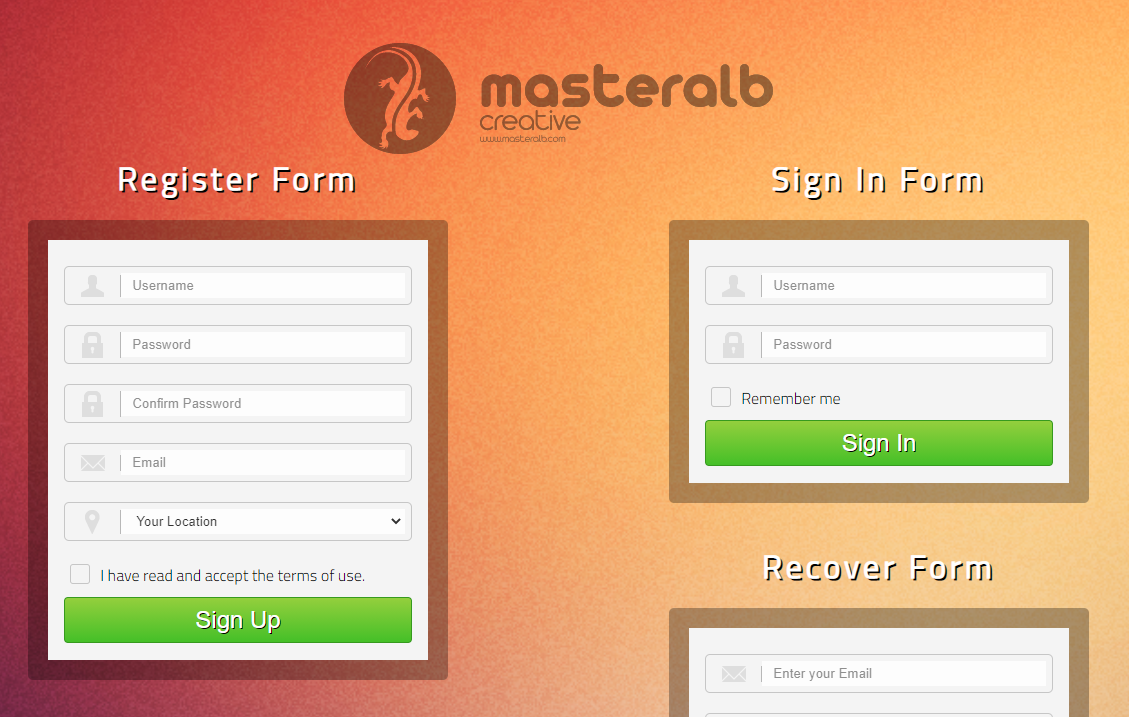 masteralb
creative
www.masteralb.com
Register Form
Username
Password
Confirm Password
Email
Your Location
I have read and accept the terms of use.
Sign Up
Sign In Form
Username
Password
Remember me
Sign In
Recover Form
Enter your Email